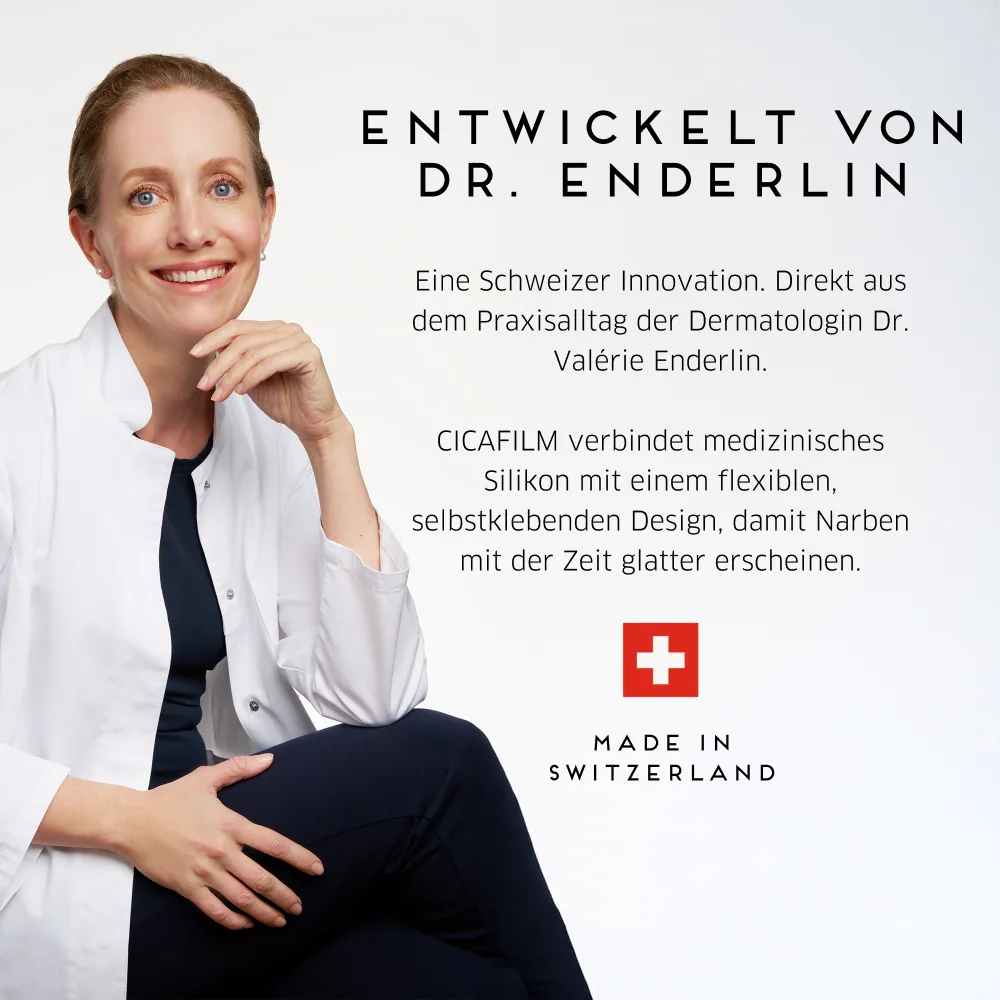 ENTWICKELT VON
DR. ENDERLIN
Eine Schweizer Innovation. Direkt aus
dem Praxisalltag der Dermatologin Dr.
Valérie Enderlin.
CICAFILM verbindet medizinisches
Silikon mit einem flexiblen,
selbstklebenden Design, damit Narben
mit der Zeit glatter erscheinen.
MADE IN
SWITZERLAND